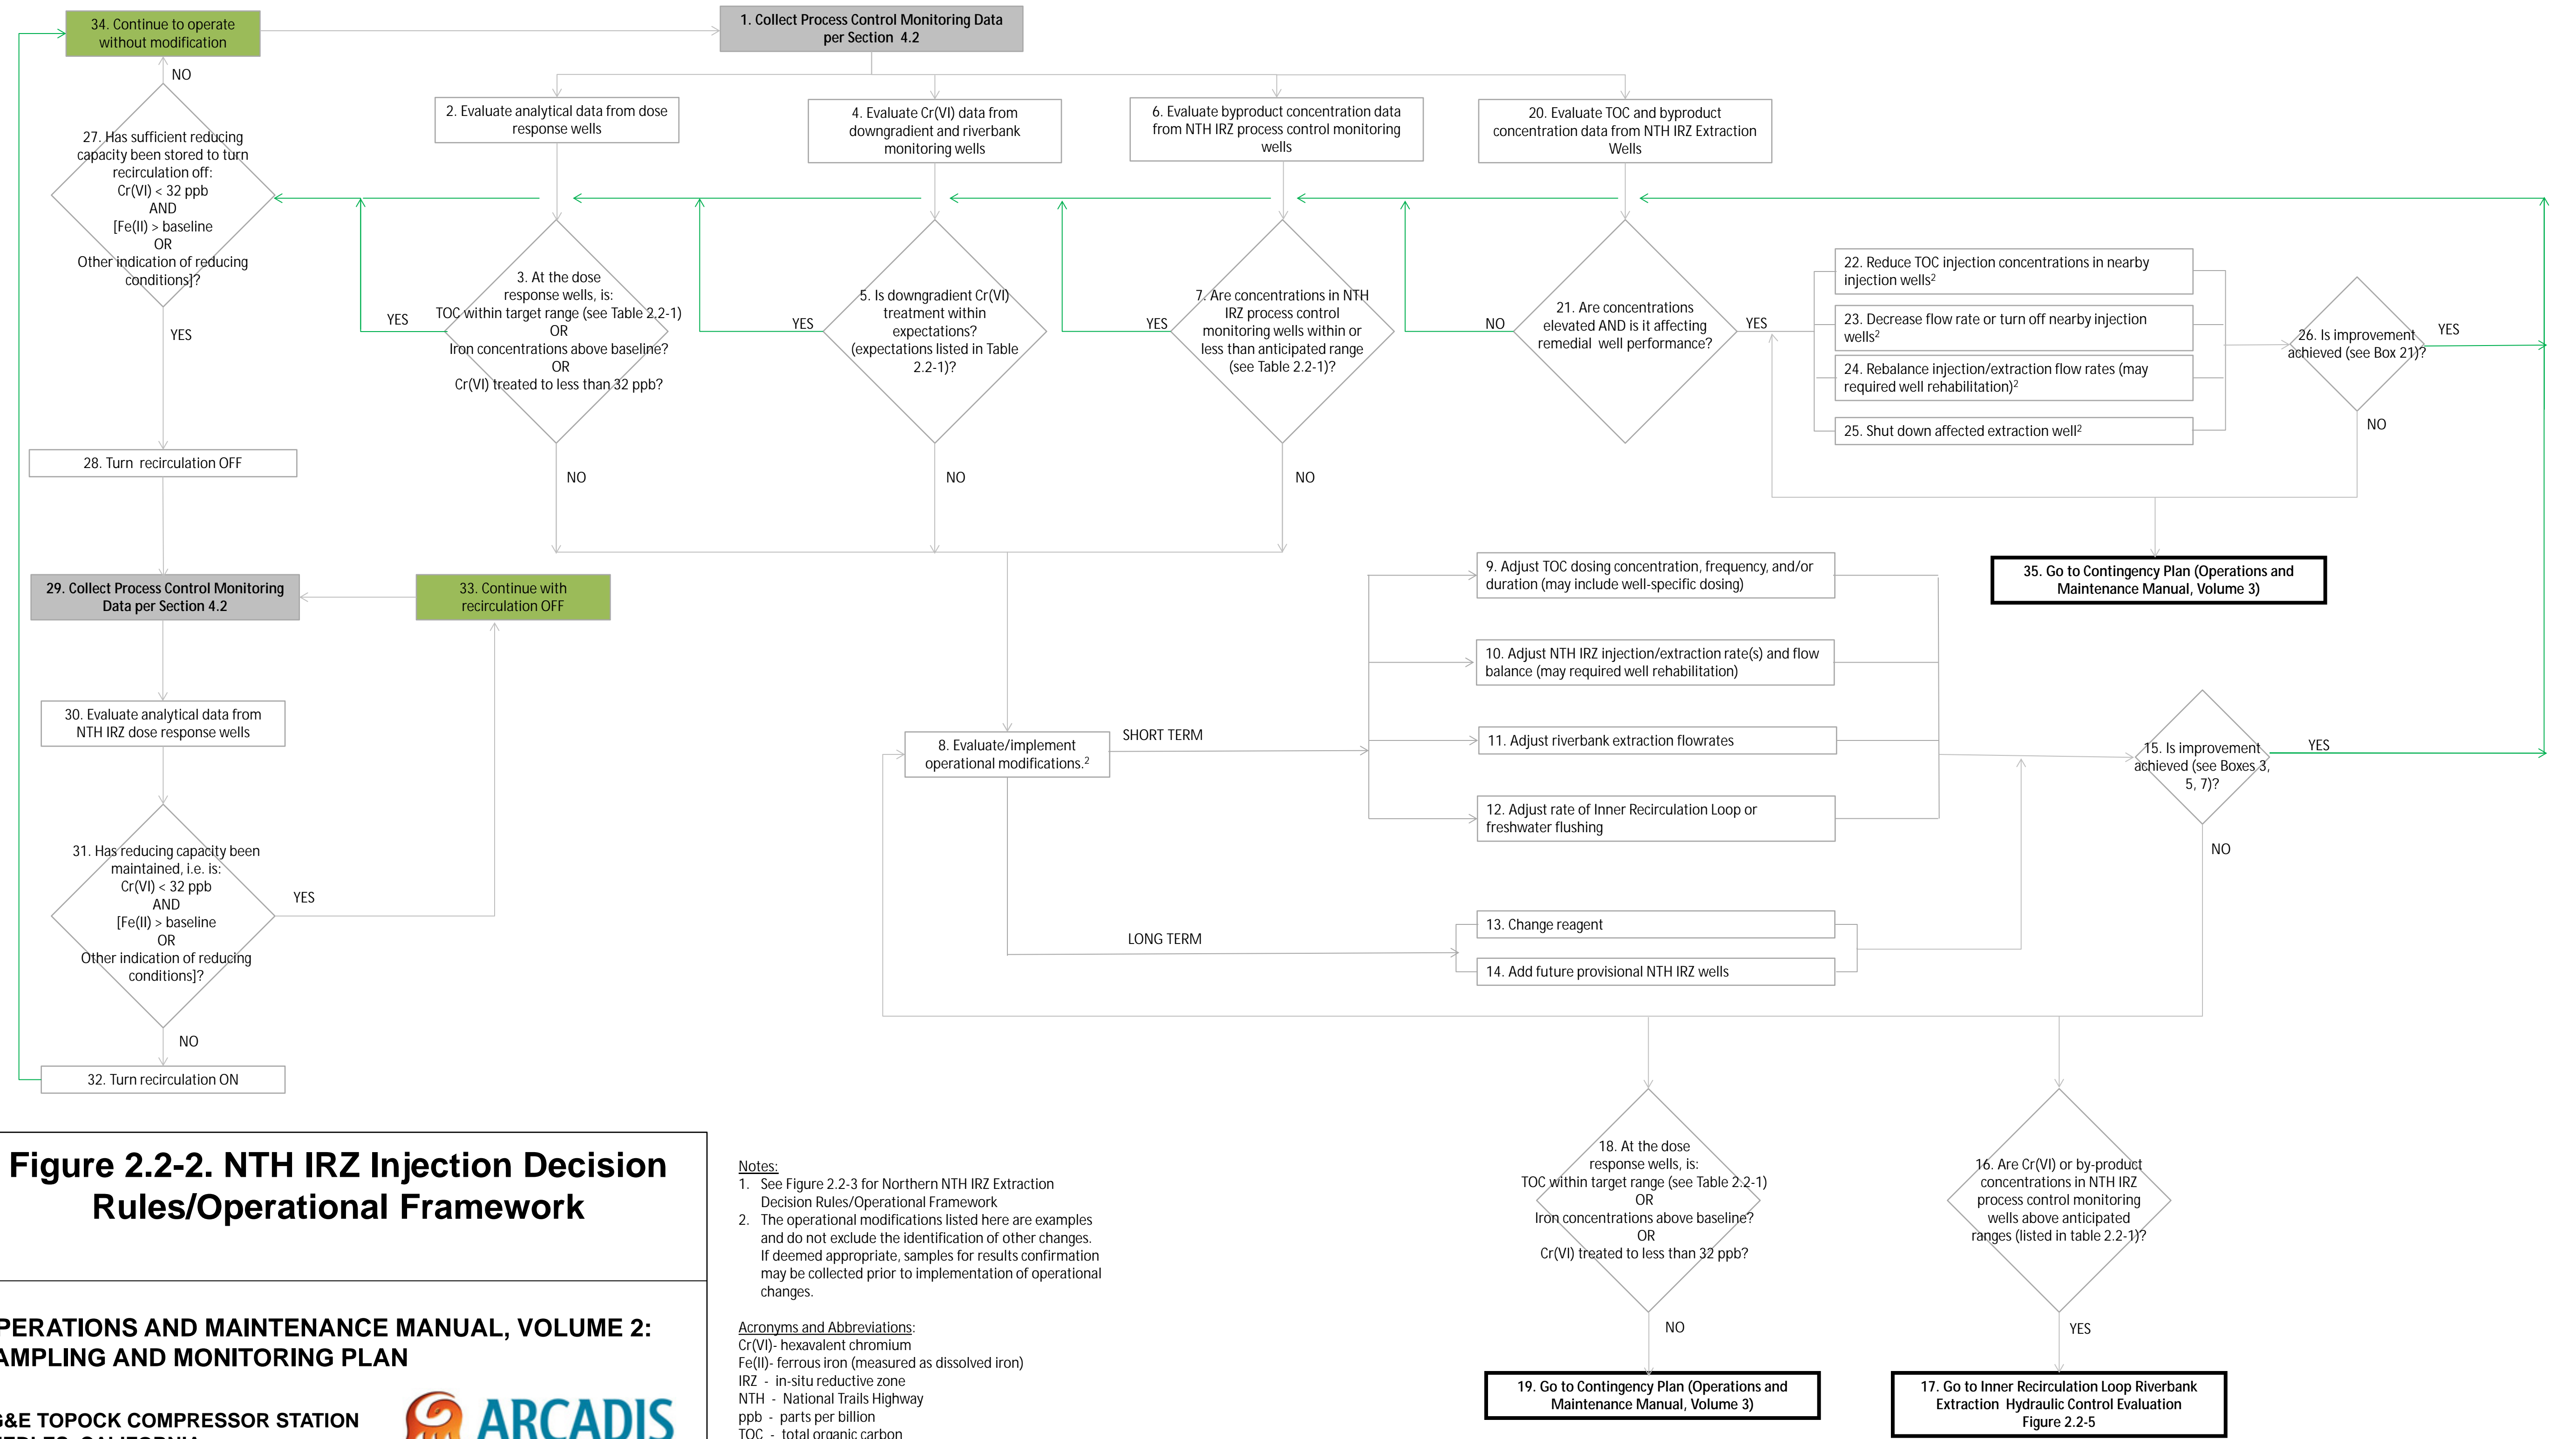 34. Continue to operate
without modification
1. Collect Process Control Monitoring Data
per Section 4.2
NO
2. Evaluate analytical data from dose
response wells
4. Evaluate Cr(VI) data from
downgradient and riverbank
monitoring wells
6. Evaluate byproduct concentration data
from NTH IRZ process control monitoring
wells
20. Evaluate TOC and byproduct
concentration data from NTH IRZ Extraction
Wells
27. Has sufficient reducing
capacity been stored to turn
recirculation off:
Cr(VI) < 32 ppb
AND
[Fe(II) > baseline
OR
Other indication of reducing
conditions]?
YES
3. At the dose
response wells, is:
TOC within target range (see Table 2.2-1)
OR
Iron concentrations above baseline?
OR
Cr(VI) treated to less than 32 ppb?
YES
NO
5. Is downgradient Cr(VI)
treatment within
expectations?
(expectations listed in Table
2.2-1)?
YES
NO
7. Are concentrations in NTH
IRZ process control
monitoring wells within or
less than anticipated range
(see Table 2.2-1)?
YES
NO
21. Are concentrations
elevated AND is it affecting
remedial well performance?
NO
YES
22. Reduce TOC injection concentrations in nearby
injection wells2
23. Decrease flow rate or turn off nearby injection
wells2
24. Rebalance injection/extraction flow rates (may
required well rehabilitation)2
25. Shut down affected extraction well2
26. Is improvement
achieved (see Box 21)?
YES
NO
28. Turn recirculation OFF
29. Collect Process Control Monitoring
Data per Section 4.2
33. Continue with
recirculation OFF
35. Go to Contingency Plan (Operations and
Maintenance Manual, Volume 3)
30. Evaluate analytical data from
NTH IRZ dose response wells
31. Has reducing capacity been
maintained, i.e. is:
Cr(VI) < 32 ppb
AND
[Fe(II) > baseline
OR
Other indication of reducing
conditions]?
YES
NO
32. Turn recirculation ON
8. Evaluate/implement
operational modifications.2
SHORT TERM
LONG TERM
9. Adjust TOC dosing concentration, frequency, and/or
duration (may include well-specific dosing)
10. Adjust NTH IRZ injection/extraction rate(s) and flow
balance (may required well rehabilitation)
11. Adjust riverbank extraction flowrates
12. Adjust rate of Inner Recirculation Loop or
freshwater flushing
13. Change reagent
14. Add future provisional NTH IRZ wells
15. Is improvement
achieved (see Boxes 3,
5, 7)?
YES
NO
18. At the dose
response wells, is:
TOC within target range (see Table 2.2-1)
OR
Iron concentrations above baseline?
OR
Cr(VI) treated to less than 32 ppb?
NO
16. Are Cr(VI) or by-product
concentrations in NTH IRZ
process control monitoring
wells above anticipated
ranges (listed in table 2.2-1)?
YES
19. Go to Contingency Plan (Operations and
Maintenance Manual, Volume 3)
17. Go to Inner Recirculation Loop Riverbank
Extraction Hydraulic Control Evaluation
Figure 2.2-5
Figure 2.2-2. NTH IRZ Injection Decision
Rules/Operational Framework
PERATIONS AND MAINTENANCE MANUAL, VOLUME 2:
AMPLING AND MONITORING PLAN
G&E TOPOCK COMPRESSOR STATION
EDLES, CALIFORNIA
ARCADIS
Notes:
1. See Figure 2.2-3 for Northern NTH IRZ Extraction
Decision Rules/Operational Framework
2. The operational modifications listed here are examples
and do not exclude the identification of other changes.
If deemed appropriate, samples for results confirmation
may be collected prior to implementation of operational
changes.
Acronyms and Abbreviations:
Cr(VI)- hexavalent chromium
Fe(II)- ferrous iron (measured as dissolved iron)
IRZ - in-situ reductive zone
NTH - National Trails Highway
ppb - parts per billion
TOC - total organic carbon